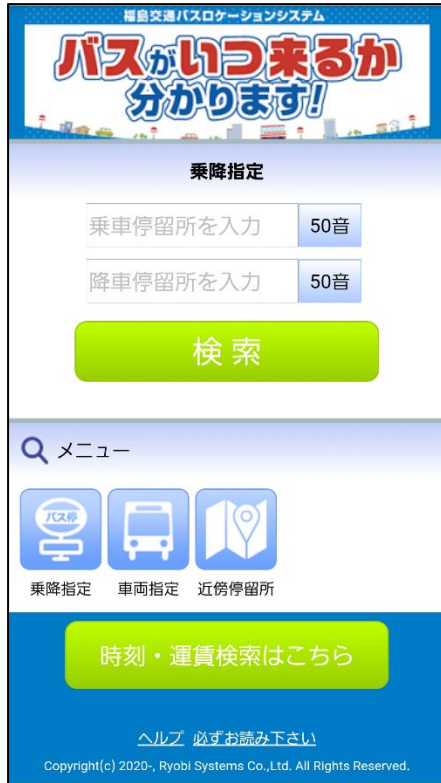 福島交通バスロケーションシステム
バスがいつ来るか
分かります!
乗降指定
乗車停留所を入力 50音
降車停留所を入力 50音
検索
メニュー
バス停
乗降指定 車両指定 近傍停留所
時刻・運賃検索はこちら
ヘルプ 必ずお読み下さい
Copyright(c) 2020-, Ryobi Systems Co.,Ltd. All Rights Reserved.